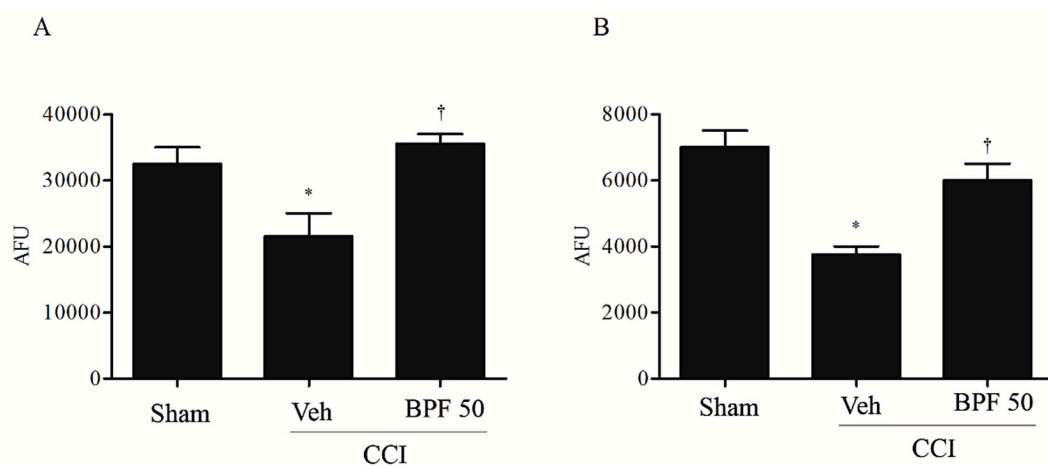 A
AFU
40000
30000
20000
10000
0
*
†
Sham
Veh
BPF 50
CCI
B
AFU
8000
6000
4000
2000
0
*
†
Sham
Veh
BPF 50
CCI